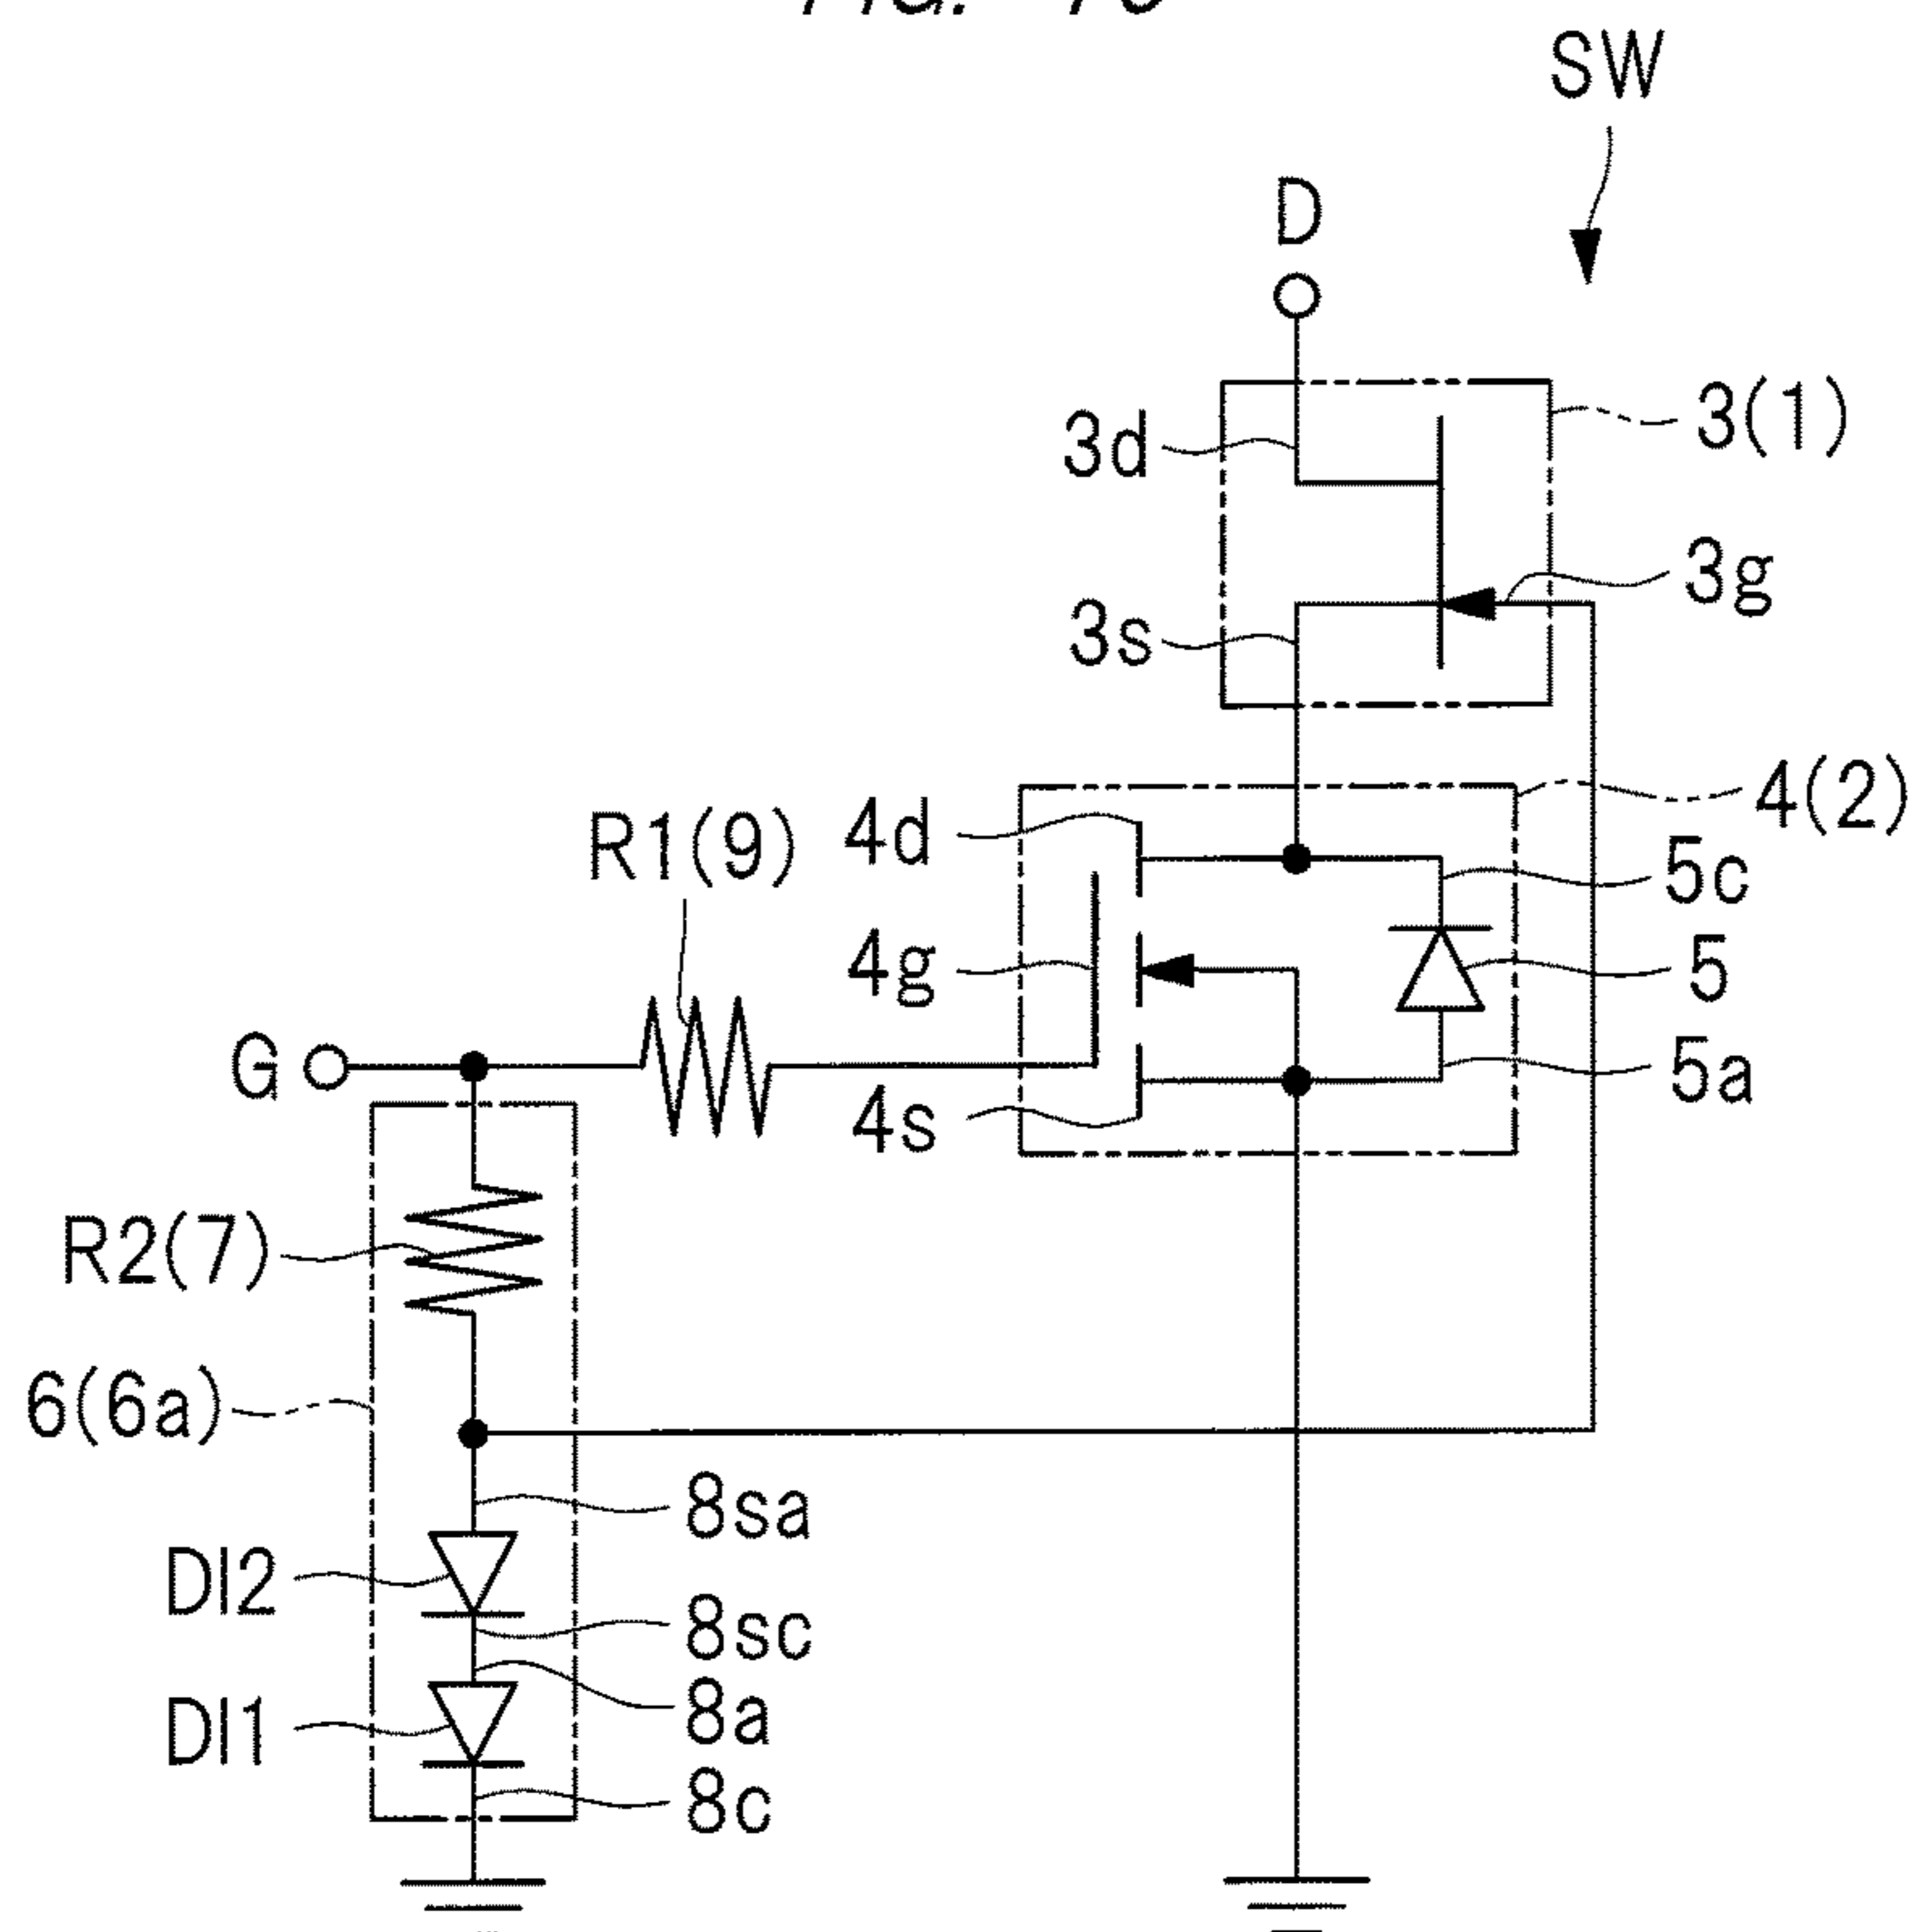 SW
D
3(1)
3d
3g
3s
4(2)
R1(9)
4d
5c
4g
5
G
5a
4s
R2(7)
6(6a)
8sa
DI2
8sc
8a
DI1
8c